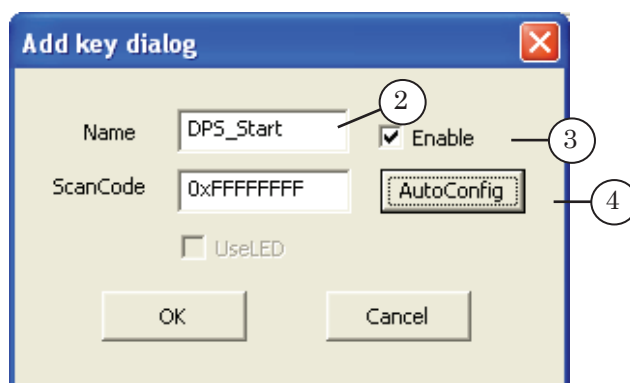 Add key dialog
2
Name DPS_Start Enable 3
ScanCode 0xFFFFFFFF AutoConfig 4
UseLED
OK Cancel